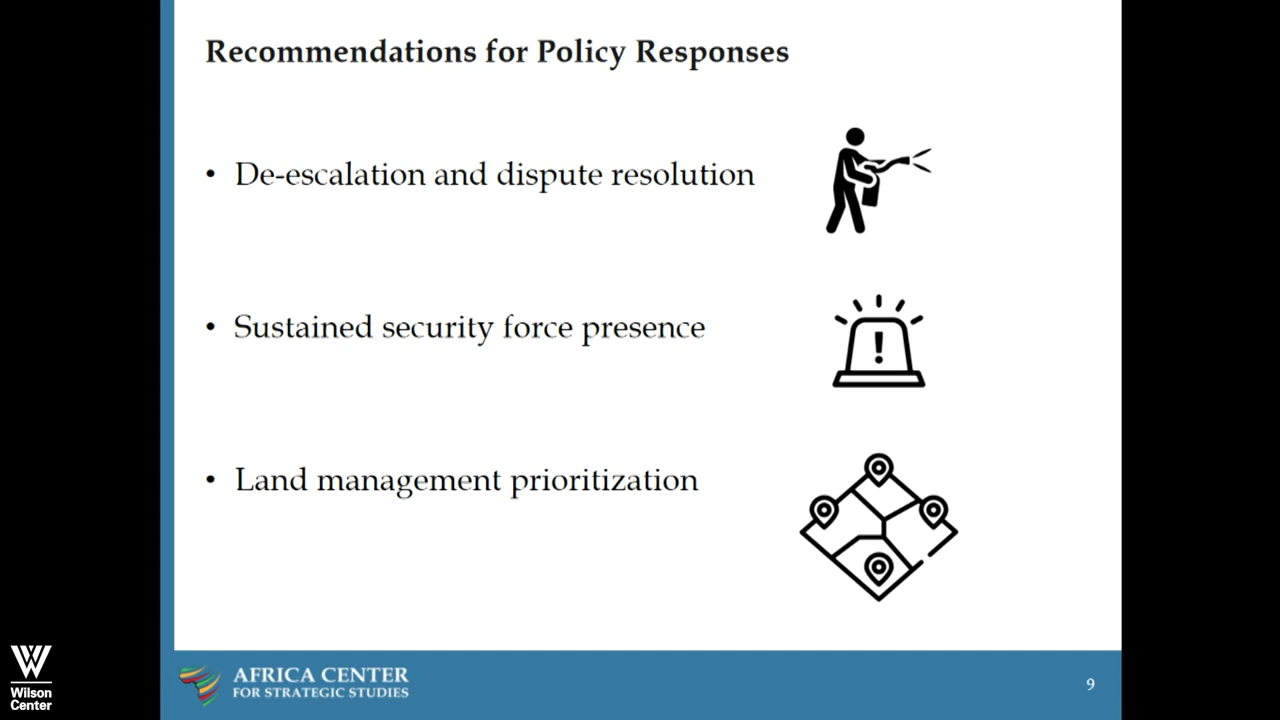 Recommendations for Policy Responses
• De-escalation and dispute resolution
• Sustained security force presence
!
• Land management prioritization
AFRICA CENTER
FOR STRATEGIC STUDIES
9
W
Wilson
Center